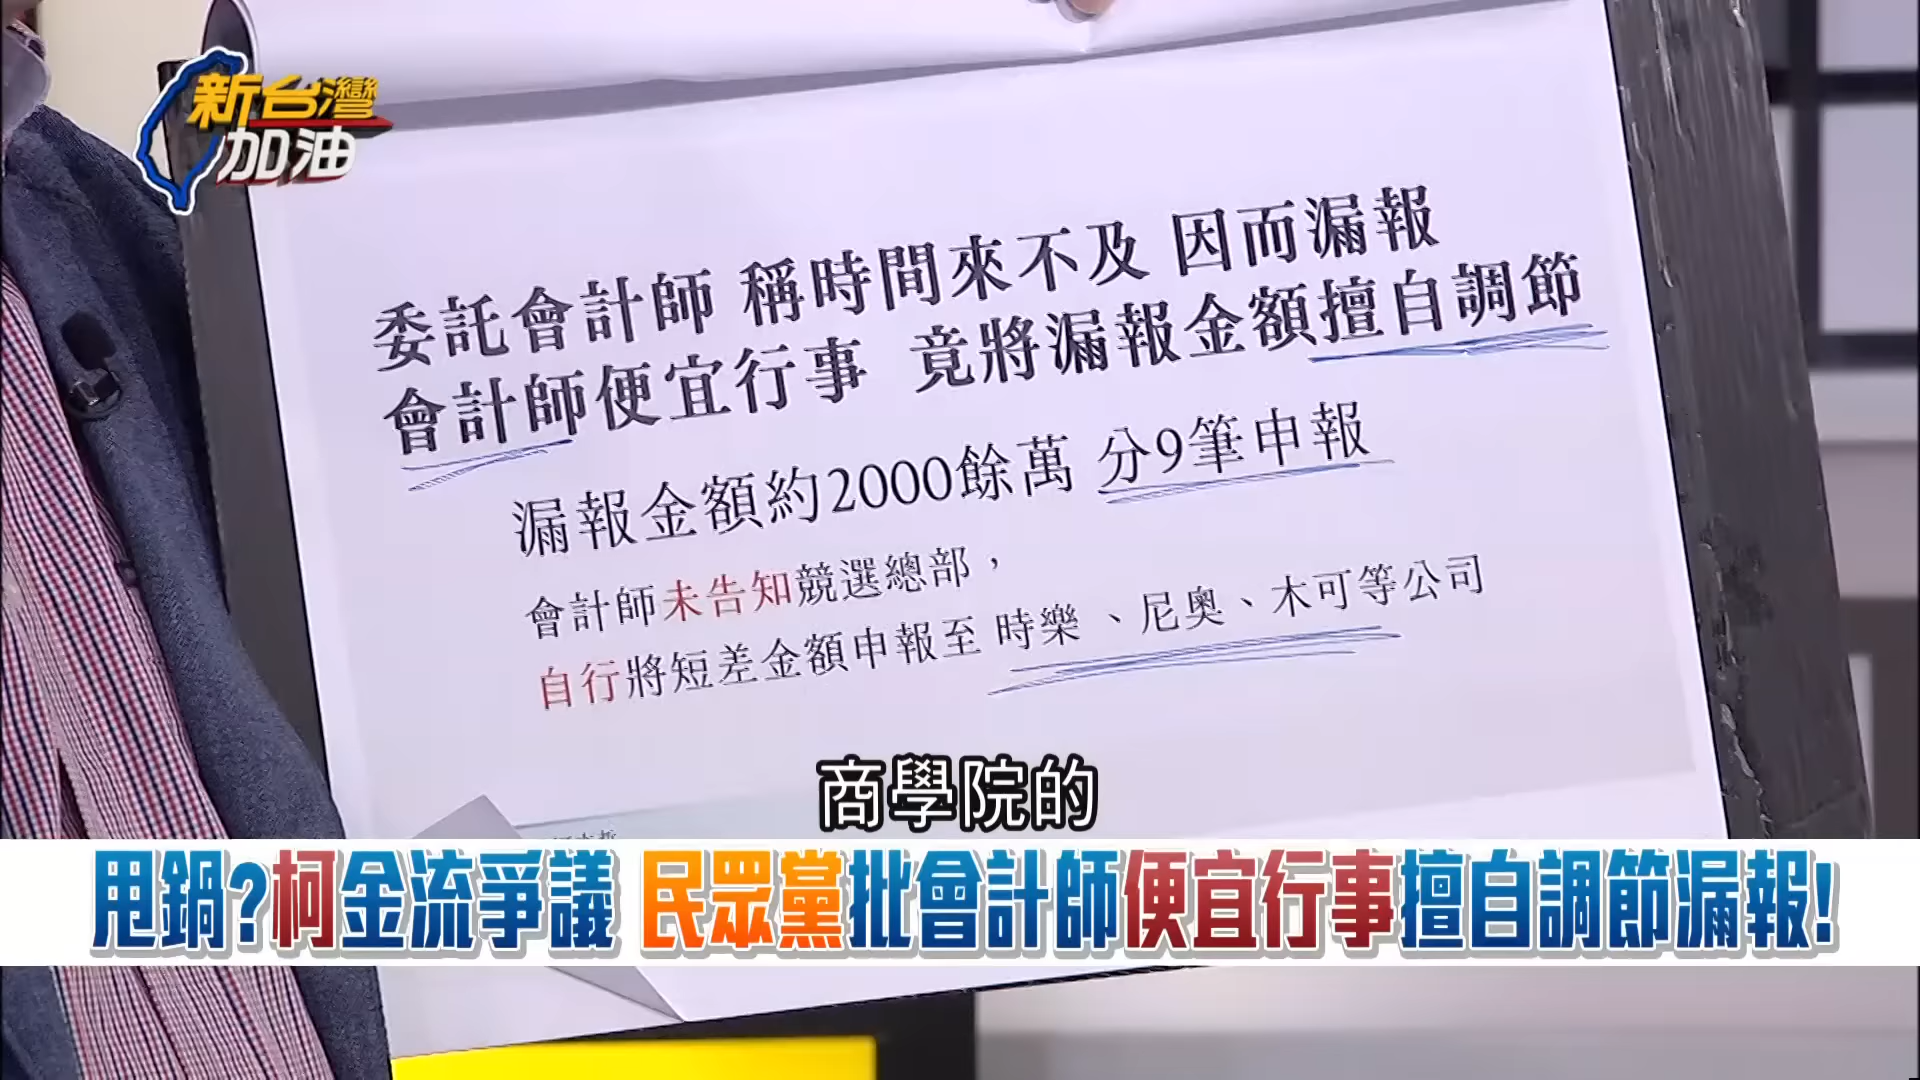 新台灣
加油
委託會計師 稱時間來不及 因而漏報
會計師便宜行事 竟將漏報金額擅自調節
漏報金額約2000餘萬 分9筆申報
會計師未告知競選總部，
自行將短差金額申報至 時樂、尼奧、木可等公司
商學院的
甩鍋?柯金流爭議 民眾黨批會計師便宜行事擅自調節漏報!